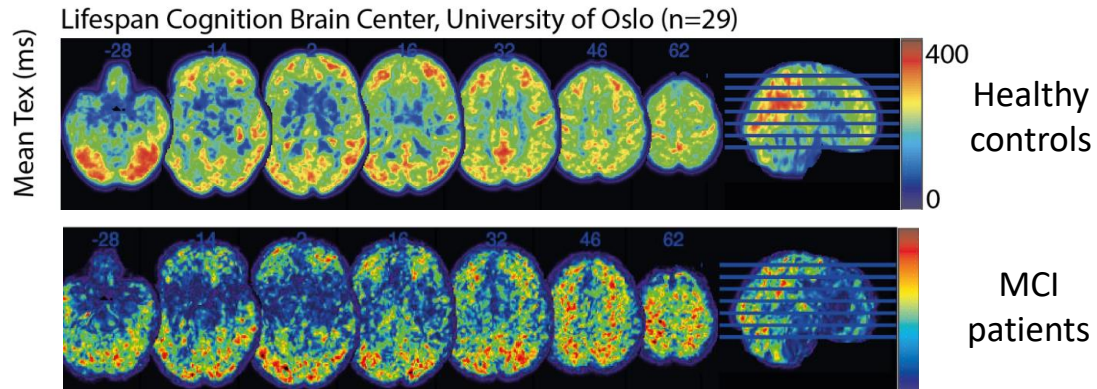 Lifespan Cognition Brain Center, University of Oslo (n=29)
Mean Tex (ms)
-28 -14 2 16 32 46 62
400
0
Healthy
controls
-28 -14 2 16 32 46 62
MCI
patients